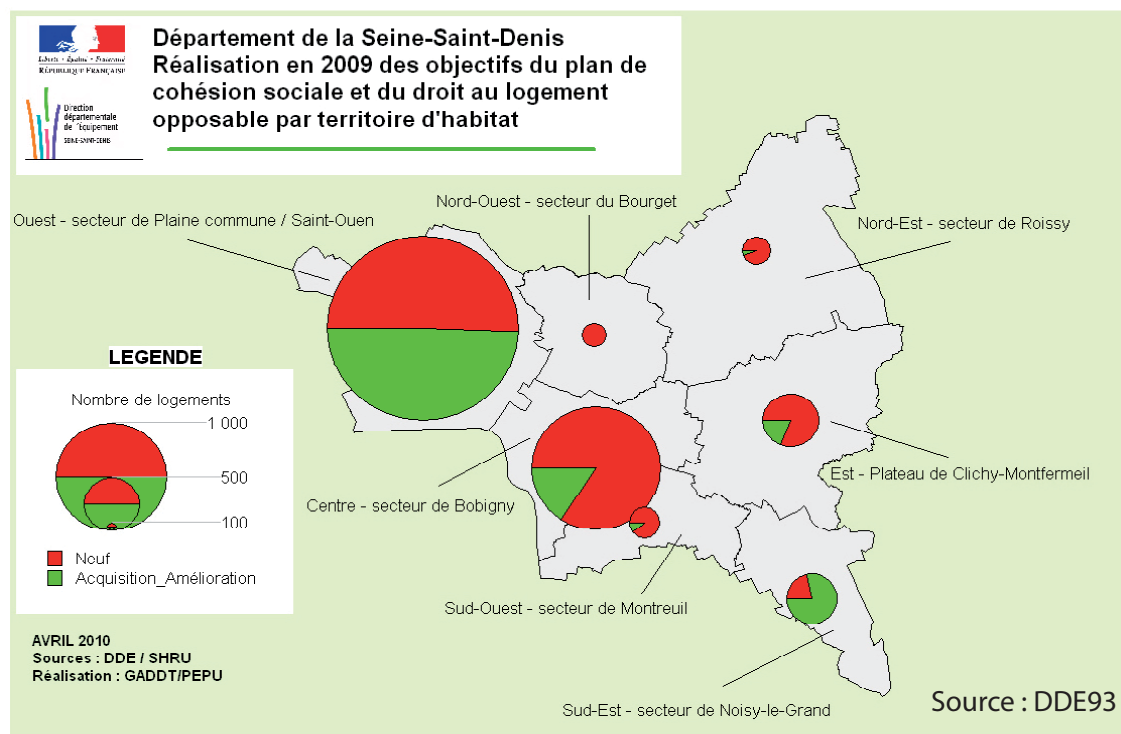 Département de la Seine-Saint-Denis
Réalisation en 2009 des objectifs du plan de
cohésion sociale et du droit au logement
opposable par territoire d'habitat
Liberté • Égalité • Fraternité
RÉPUBLIQUE FRANÇAISE
Direction
départementale
de l'Équipement
SEINE-SAINT-DENIS
Nord-Ouest - secteur du Bourget
Ouest - secteur de Plaine commune / Saint-Ouen
Nord-Est - secteur de Roissy
LEGENDE
Nombre de logements
1 000
500
100
Neuf
Acquisition_Amélioration
Est - Plateau de Clichy-Montfermeil
Centre - secteur de Bobigny
Sud-Ouest - secteur de Montreuil
Sud-Est - secteur de Noisy-le-Grand
AVRIL 2010
Sources : DDE / SHRU
Réalisation : GADDT/PEPU
Source : DDE93